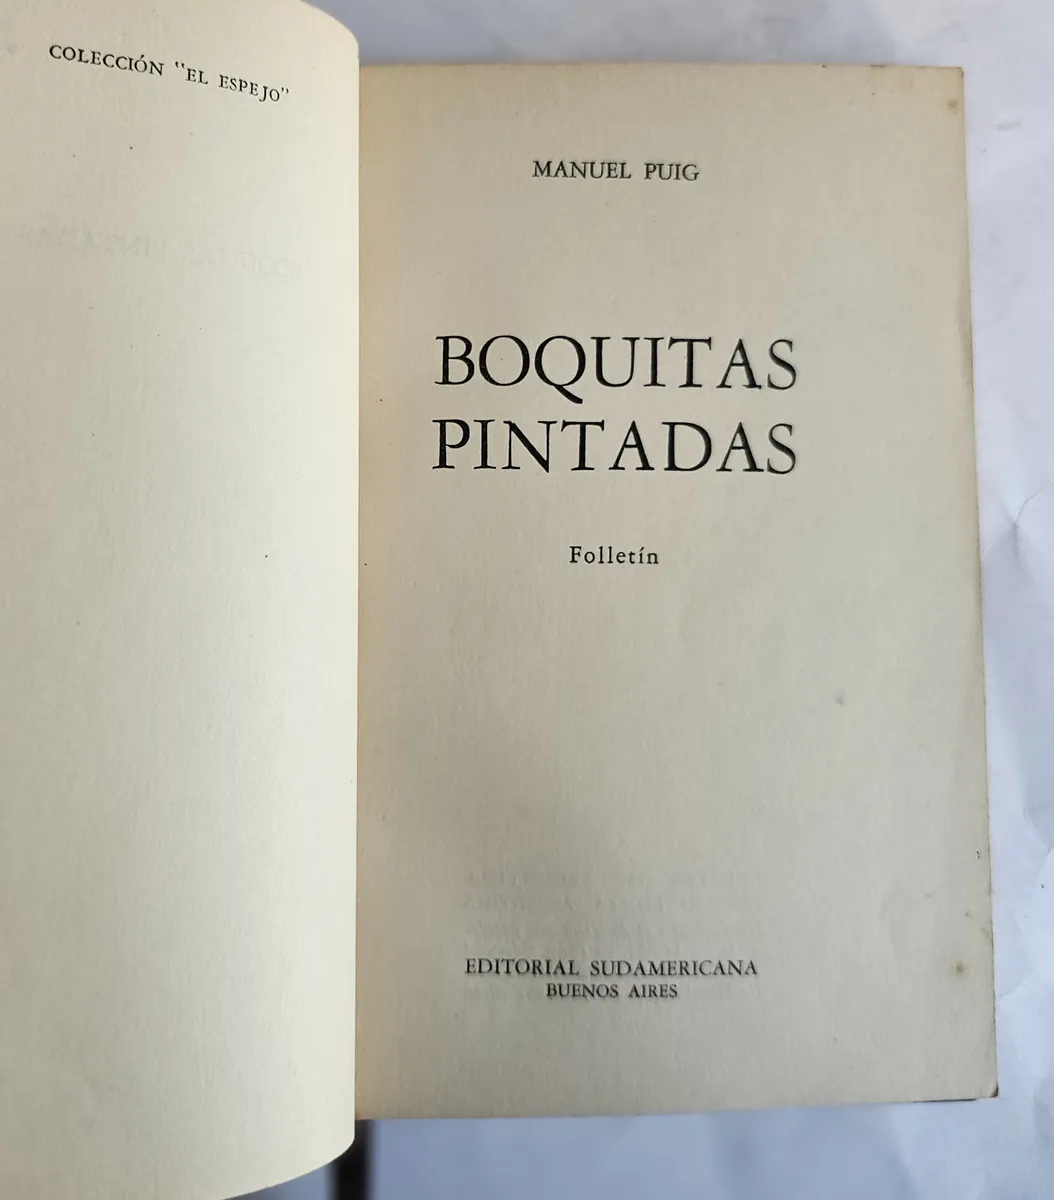 COLECCIÓN "EL ESPEJO"
MANUEL PUIG
BOQUITAS
PINTADAS
Folletín
EDITORIAL SUDAMERICANA
BUENOS AIRES